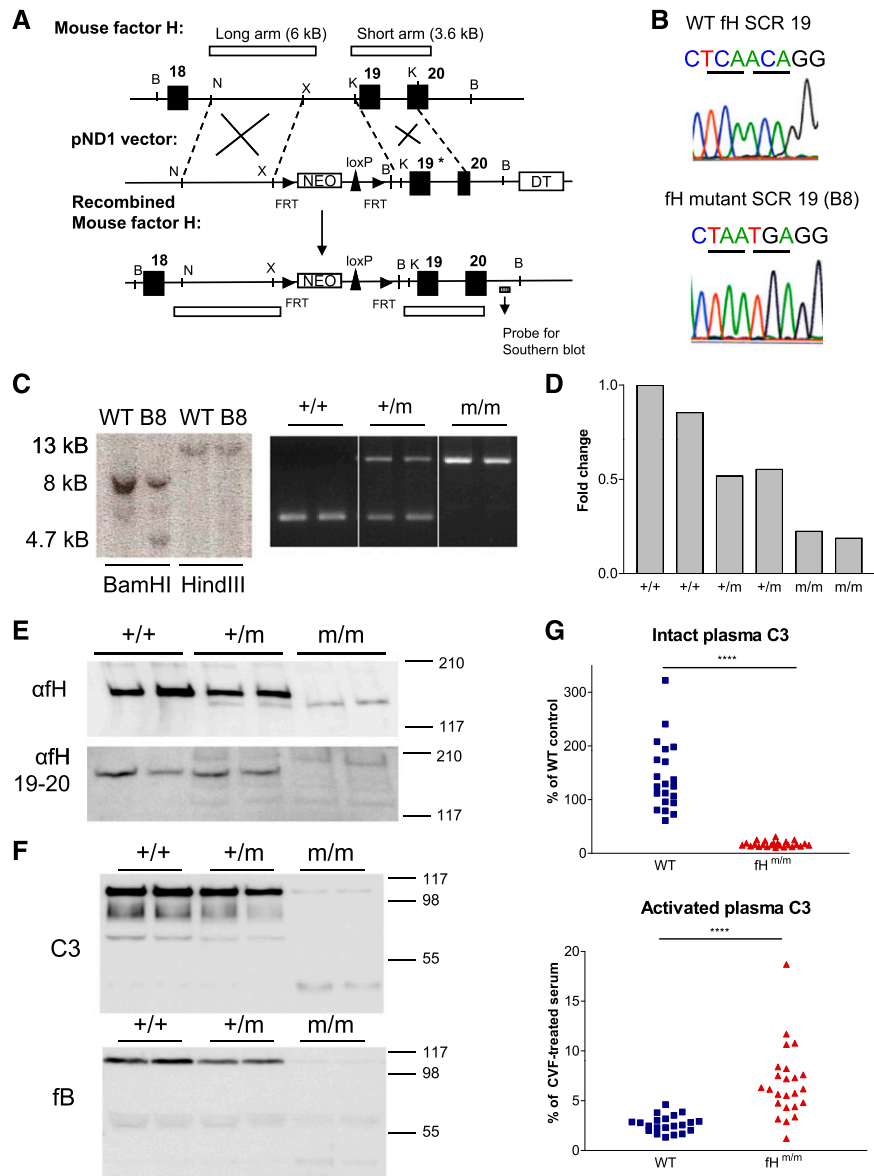 A
Mouse factor H:
Long arm (6 kB)
Short arm (3.6 kB)
B 18 N X K 19 K 20 B
pND1 vector:
N X NEO loxP B K 19 * 20 B DT
FRT FRT
Recombined
Mouse factor H:
B 18 N X NEO loxP B K 19 20 B
FRT FRT
Probe for
Southern blot
B
WT fH SCR 19
CTCAACAGG
fH mutant SCR 19 (B8)
CTAATGAGG
C
WT B8 WT B8
13 kB
8 kB
4.7 kB
BamHI HindIII
+/+ +/m m/m
D
Fold change
1.0
0.5
0.0
+/+ +/+ +/m +/m m/m m/m
E
+/+ +/m m/m
αfH
210
117
αfH
19-20
210
117
F
+/+ +/m m/m
C3
117
98
55
+/+ +/m m/m
fB
117
98
55
G
Intact plasma C3
****
% of WT control
300
200
100
0
WT fH m/m
Activated plasma C3
****
% of CVF-treated serum
20
15
10
5
0
WT fH m/m